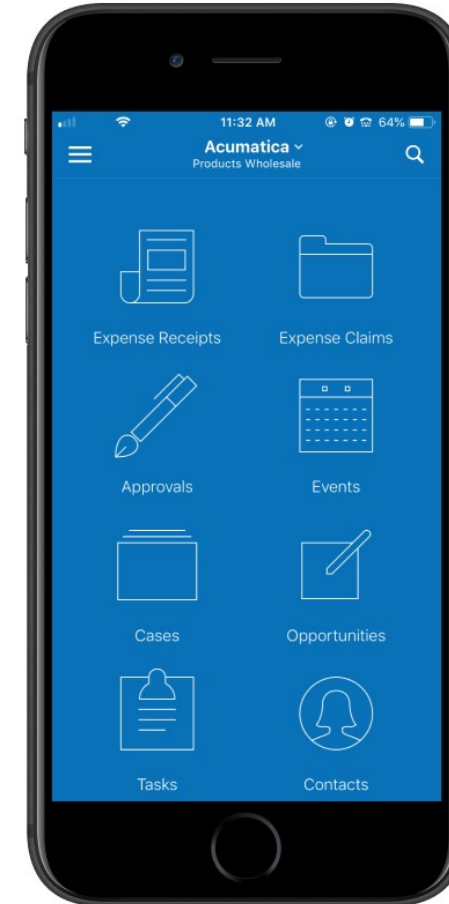 11:32 AM 64%
Acumatica
Products Wholesale
Expense Receipts Expense Claims
Approvals Events
Cases Opportunities
Tasks Contacts